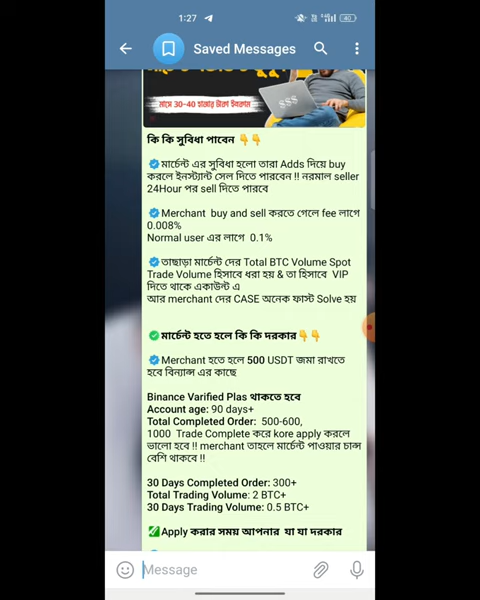 1:27
40
Saved Messages
মাসে 30-40 হাজার টাকা ইনকাম
$$$
কি কি সুবিধা পাবেন 👇👇
মার্চেন্ট এর সুবিধা হলো তারা Adds দিয়ে buy
করলে ইনস্ট্যান্ট সেল দিতে পারবেন !! নরমাল seller
24Hour পর sell দিতে পারবে
Merchant buy and sell করতে গেলে fee লাগে
0.008%
Normal user এর লাগে 0.1%
তাছাড়া মার্চেন্ট দের Total BTC Volume Spot
Trade Volume হিসাবে ধরা হয় & তা হিসাবে VIP
দিতে থাকে একাউন্ট এ
আর merchant দের CASE অনেক ফাস্ট Solve হয়
মার্চেন্ট হতে হলে কি কি দরকার👇👇
Merchant হতে হলে 500 USDT জমা রাখতে
হবে বিন্যান্স এর কাছে
Binance Varified Plas থাকতে হবে
Account age: 90 days+
Total Completed Order: 500-600,
1000 Trade Complete করে kore apply করলে
ভালো হবে !! merchant তাহলে মার্চেন্ট পাওয়ার চান্স
বেশি থাকবে !!
30 Days Completed Order: 300+
Total Trading Volume: 2 BTC+
30 Days Trading Volume: 0.5 BTC+
✅Apply করার সময় আপনার যা যা দরকার
Message